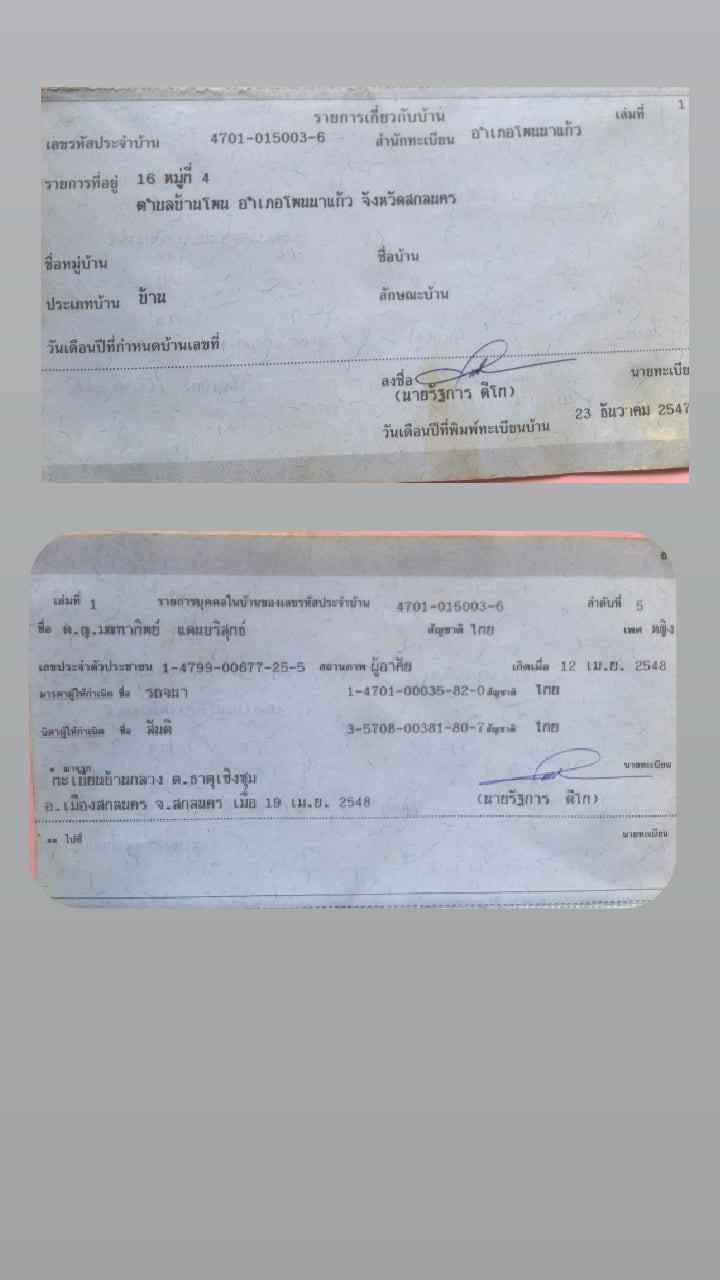 รายการเกี่ยวกับบ้าน เล่มที่ 1
เลขรหัสประจำบ้าน 4701-015003-6 สำนักทะเบียน อำเภอโพนนาแก้ว
รายการที่อยู่ 16 หมู่ที่ 4
ตำบลบ้านโพน อำเภอโพนนาแก้ว จังหวัดสกลนคร
ชื่อหมู่บ้าน ชื่อบ้าน
ประเภทบ้าน บ้าน ลักษณะบ้าน
วันเดือนปีที่กำหนดบ้านเลขที่
ลงชื่อ นายทะเบีย
(นายรัฐการ ดีโก)
วันเดือนปีที่พิมพ์ทะเบียนบ้าน 23 ธันวาคม 2547
เล่มที่ 1 รายการบุคคลในบ้านของเลขรหัสประจำบ้าน 4701-015003-6 ลำดับที่ 5
ชื่อ ด.ญ.มณฑาทิพย์ แดนบริสุทธ์ สัญชาติ ไทย เพศ หญิง
เลขประจำตัวประชาชน 1-4799-00677-25-5 สถานภาพ ผู้อาศัย เกิดเมื่อ 12 เม.ย. 2548
มารดาผู้ให้กำเนิด ชื่อ รถจนา 1-4701-00035-82-0 สัญชาติ ไทย
บิดาผู้ให้กำเนิด ชื่อ สันติ 3-5708-00381-80-7 สัญชาติ ไทย
* มาจาก นายทะเบียน
ทะเบียนบ้านกลาง ต.ธาตุเชิงชุม
อ.เมืองสกลนคร จ.สกลนคร เมื่อ 19 เม.ย. 2548 (นายรัฐการ ดีโก)
** ไปที่ นายทะเบียน